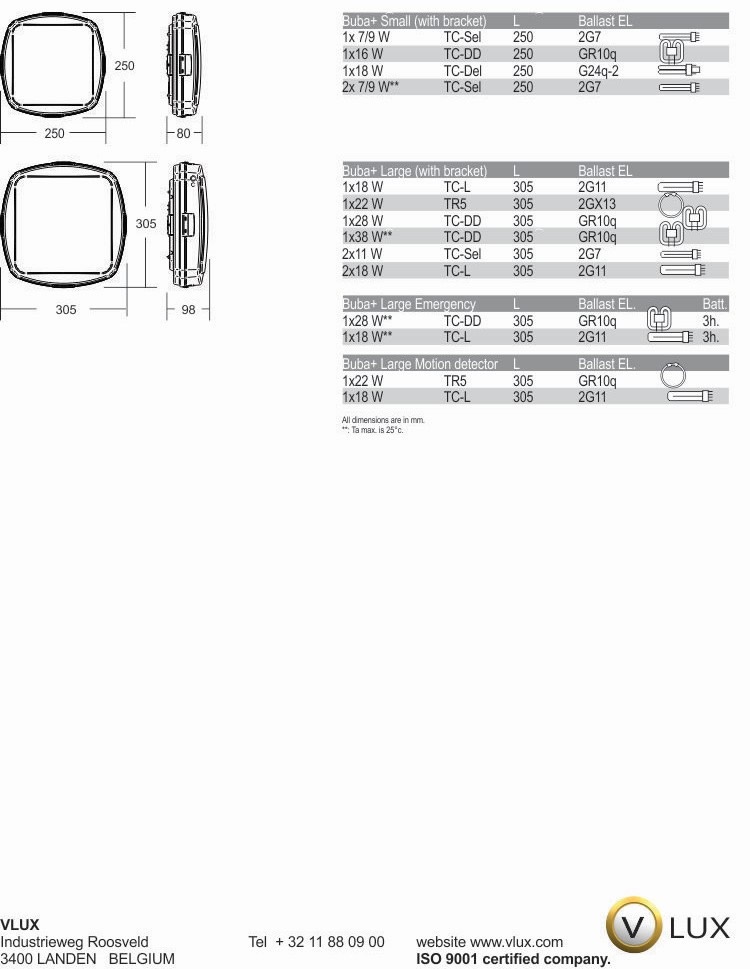 250
250
80
305
305
98
Buba+ Small (with bracket) L Ballast EL
1x 7/9 W TC-Sel 250 2G7
1x16 W TC-DD 250 GR10q
1x18 W TC-Del 250 G24q-2
2x 7/9 W** TC-Sel 250 2G7
Buba+ Large (with bracket) L Ballast EL
1x18 W TC-L 305 2G11
1x22 W TR5 305 2GX13
1x28 W TC-DD 305 GR10q
1x38 W** TC-DD 305 GR10q
2x11 W TC-Sel 305 2G7
2x18 W TC-L 305 2G11
Buba+ Large Emergency L Ballast EL. Batt.
1x28 W** TC-DD 305 GR10q 3h.
1x18 W** TC-L 305 2G11 3h.
Buba+ Large Motion detector L Ballast EL.
1x22 W TR5 305 GR10q
1x18 W TC-L 305 2G11
All dimensions are in mm.
**: Ta max. is 25°c.
VLUX
Industrieweg Roosveld Tel + 32 11 88 09 00 website www.vlux.com
3400 LANDEN BELGIUM ISO 9001 certified company.
V LUX